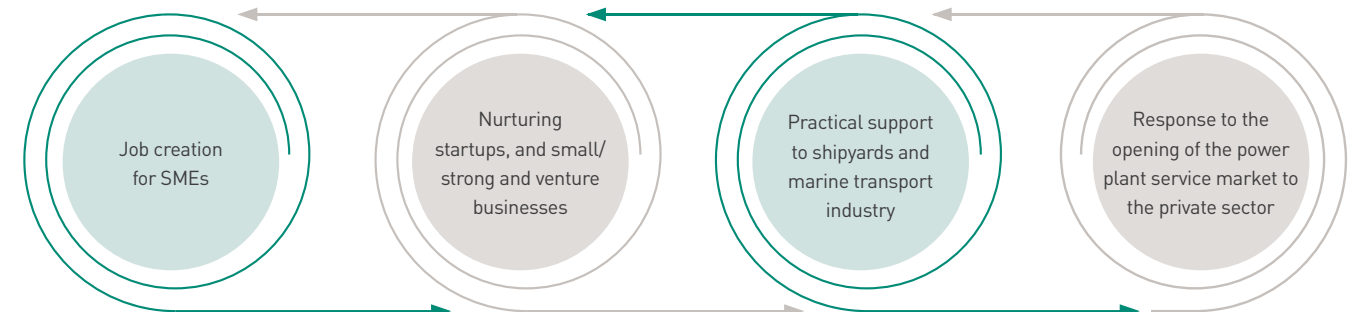 Job creation
for SMEs
Nurturing
startups, and small/
strong and venture
businesses
Practical support
to shipyards and
marine transport
industry
Response to the
opening of the power
plant service market to
the private sector